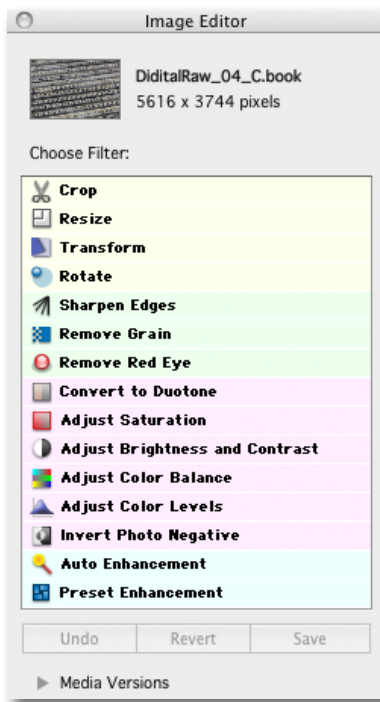 Image Editor
DiditalRaw_04_C.book
5616 x 3744 pixels
Choose Filter:
Crop
Resize
Transform
Rotate
Sharpen Edges
Remove Grain
Remove Red Eye
Convert to Duotone
Adjust Saturation
Adjust Brightness and Contrast
Adjust Color Balance
Adjust Color Levels
Invert Photo Negative
Auto Enhancement
Preset Enhancement
Undo Revert Save
Media Versions